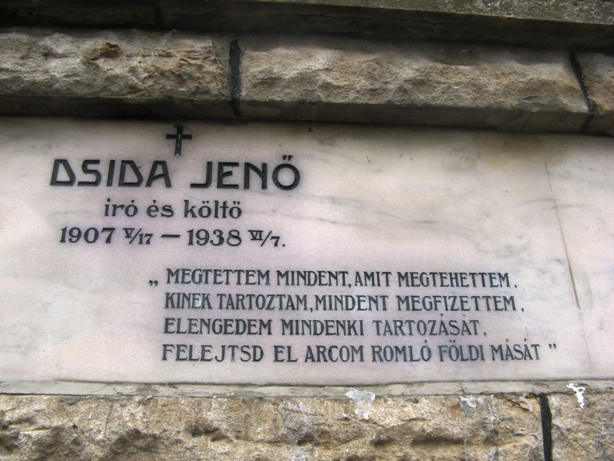 DSIDA JENŐ
író és költő
1907 V/17 — 1938 VI/7.
„MEGTETTEM MINDENT, AMIT MEGTEHETTEM,
KINEK TARTOZTAM, MINDENT MEGFIZETTEM,
ELENGEDEM MINDENKI TARTOZÁSÁT,
FELEJTSD EL ARCOM ROMLÓ FÖLDI MÁSÁT”